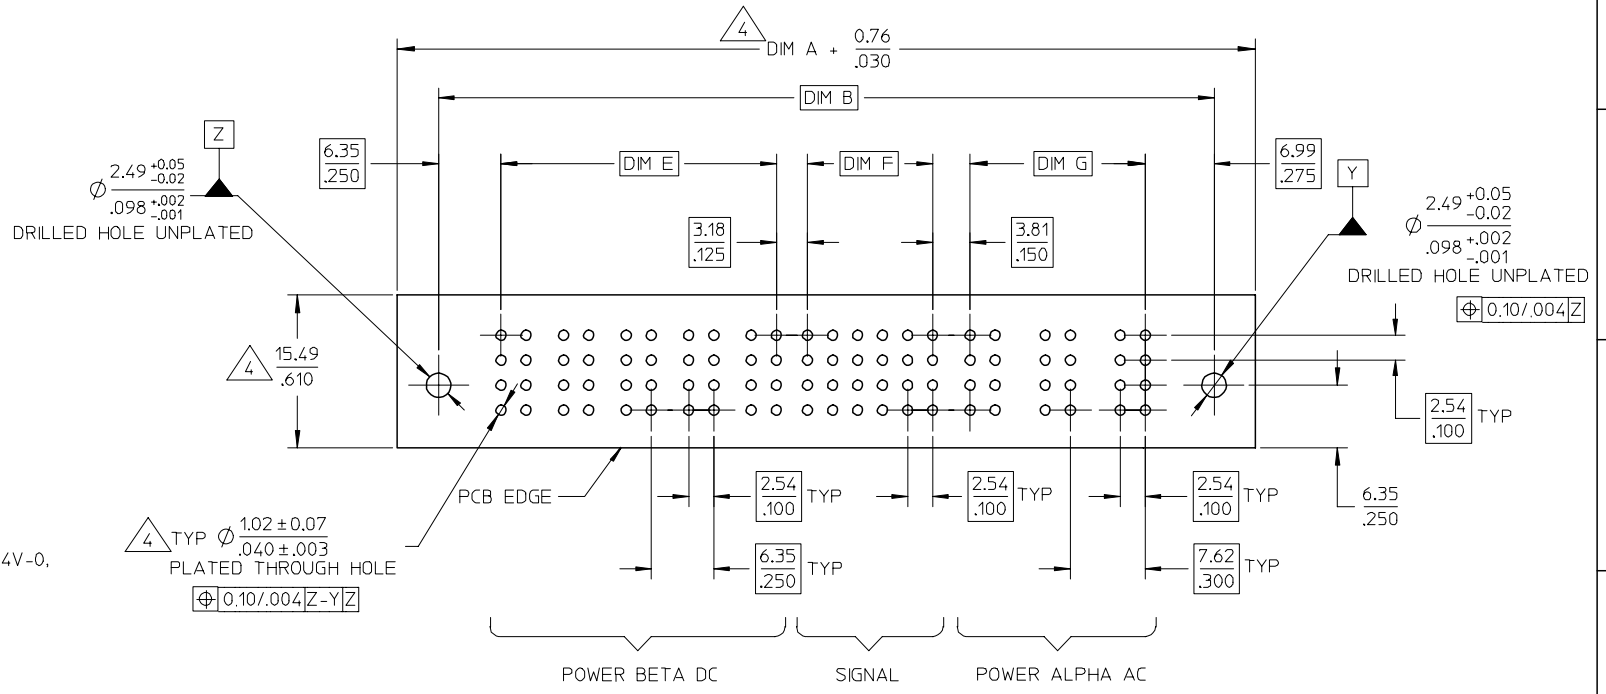 4
DIM A + 0.76
.030
DIM B
Z
6.35
.250
DIM E
DIM F
DIM G
6.99
.275
Y
⌀ 2.49 +0.05
-0.02
.098 +.002
-.001
DRILLED HOLE UNPLATED
⌀ 2.49 +0.05
-0.02
.098 +.002
-.001
DRILLED HOLE UNPLATED
⌖ 0.10/.004 Z
3.18
.125
3.81
.150
4 15.49
.610
2.54 TYP
.100
PCB EDGE
2.54 TYP
.100
2.54 TYP
.100
2.54 TYP
.100
6.35
.250
4 TYP ⌀ 1.02 ±0.07
.040 ±.003
PLATED THROUGH HOLE
⌖ 0.10/.004 Z-Y Z
4V-0,
6.35 TYP
.250
7.62 TYP
.300
POWER BETA DC
SIGNAL
POWER ALPHA AC